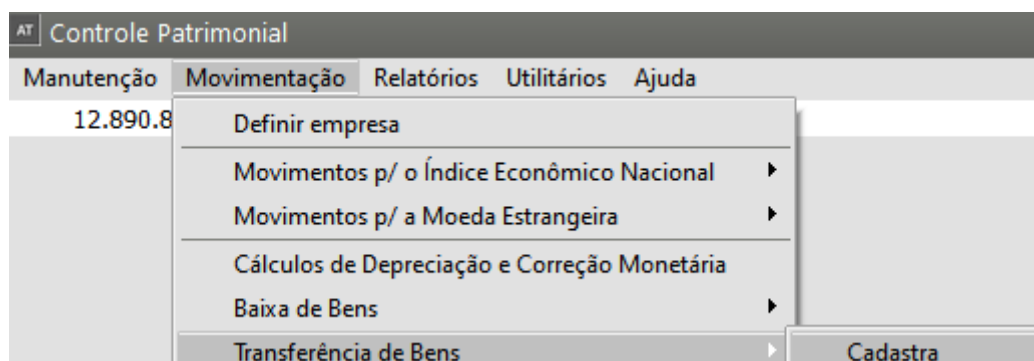 AT Controle Patrimonial
Manutenção Movimentação Relatórios Utilitários Ajuda
12.890.8
Definir empresa
Movimentos p/ o Índice Econômico Nacional
Movimentos p/ a Moeda Estrangeira
Cálculos de Depreciação e Correção Monetária
Baixa de Bens
Transferência de Bens Cadastra